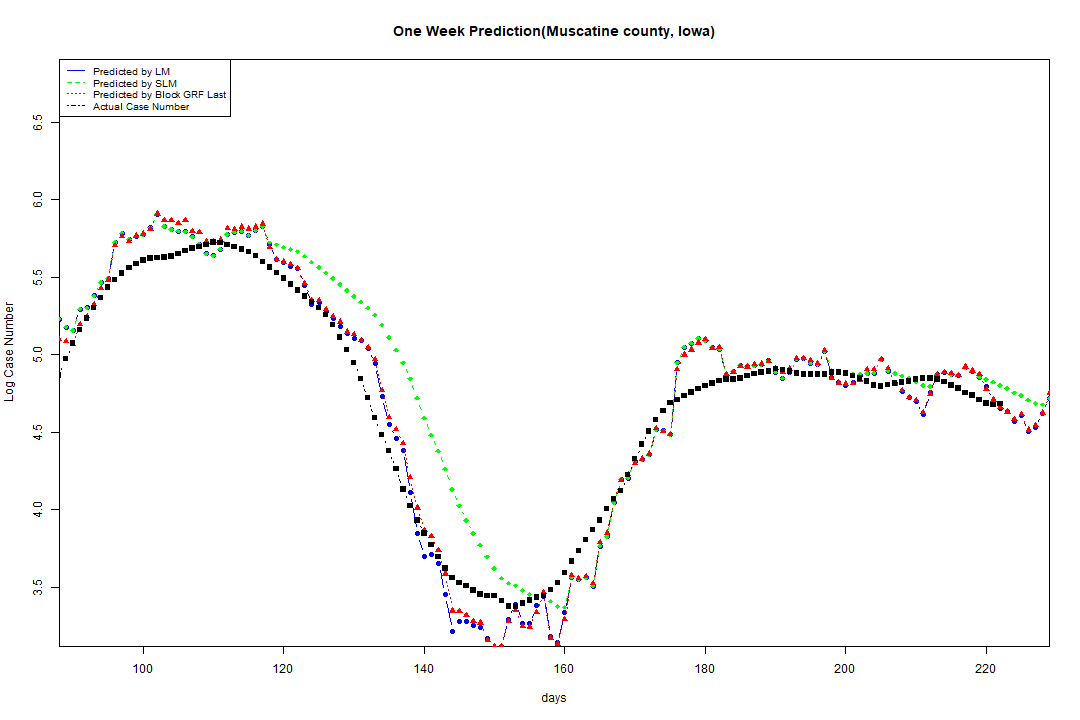 One Week Prediction(Muscatine county, Iowa)
Predicted by LM
Predicted by SLM
Predicted by Block GRF Last
Actual Case Number
Log Case Number
6.5
6.0
5.5
5.0
4.5
4.0
3.5
100 120 140 160 180 200 220
days